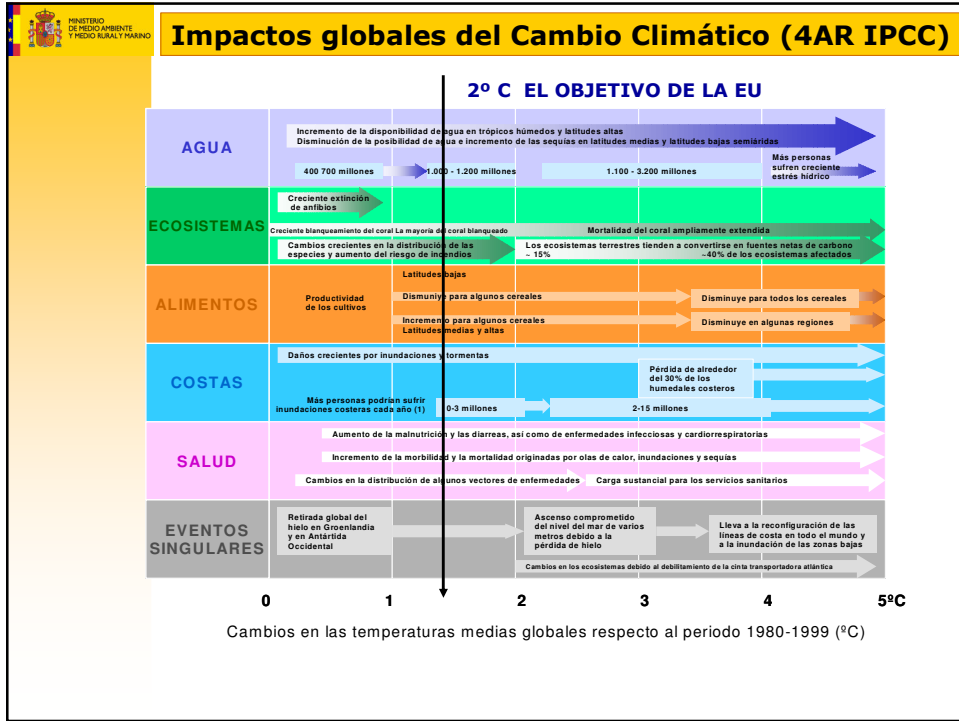 MINISTERIO
DE MEDIO AMBIENTE
Y MEDIO RURAL Y MARINO
Impactos globales del Cambio Climático (4AR IPCC)
2º C EL OBJETIVO DE LA EU
AGUA
Incremento de la disponibilidad de agua en trópicos húmedos y latitudes altas
Disminución de la posibilidad de agua e incremento de las sequías en latitudes medias y latitudes bajas semiáridas
400 700 millones
1.000 - 1.200 millones
1.100 - 3.200 millones
Más personas
sufren creciente
estrés hídrico
ECOSISTEMAS
Creciente extinción
de anfibios
Creciente blanqueamiento del coral La mayoría del coral blanqueado
Mortalidad del coral ampliamente extendida
Cambios crecientes en la distribución de las
especies y aumento del riesgo de incendios
Los ecosistemas terrestres tienden a convertirse en fuentes netas de carbono
~ 15%
~40% de los ecosistemas afectados
ALIMENTOS
Productividad
de los cultivos
Latitudes bajas
Dismuniye para algunos cereales
Disminuye para todos los cereales
Incremento para algunos cereales
Latitudes medias y altas
Disminuye en algunas regiones
COSTAS
Daños crecientes por inundaciones y tormentas
Pérdida de alrededor
del 30% de los
humedales costeros
Más personas podrían sufrir
inundaciones costeras cada año (1)
0-3 millones
2-15 millones
SALUD
Aumento de la malnutrición y las diarreas, así como de enfermedades infecciosas y cardiorrespiratorias
Incremento de la morbilidad y la mortalidad originadas por olas de calor, inundaciones y sequías
Cambios en la distribución de algunos vectores de enfermedades
Carga sustancial para los servicios sanitarios
EVENTOS
SINGULARES
Retirada global del
hielo en Groenlandia
y en Antártida
Occidental
Ascenso comprometido
del nivel del mar de varios
metros debido a la
pérdida de hielo
Lleva a la reconfiguración de las
líneas de costa en todo el mundo y
a la inundación de las zonas bajas
Cambios en los ecosistemas debido al debilitamiento de la cinta transportadora atlántica
0 1 2 3 4 5ºC
Cambios en las temperaturas medias globales respecto al periodo 1980-1999 (ºC)